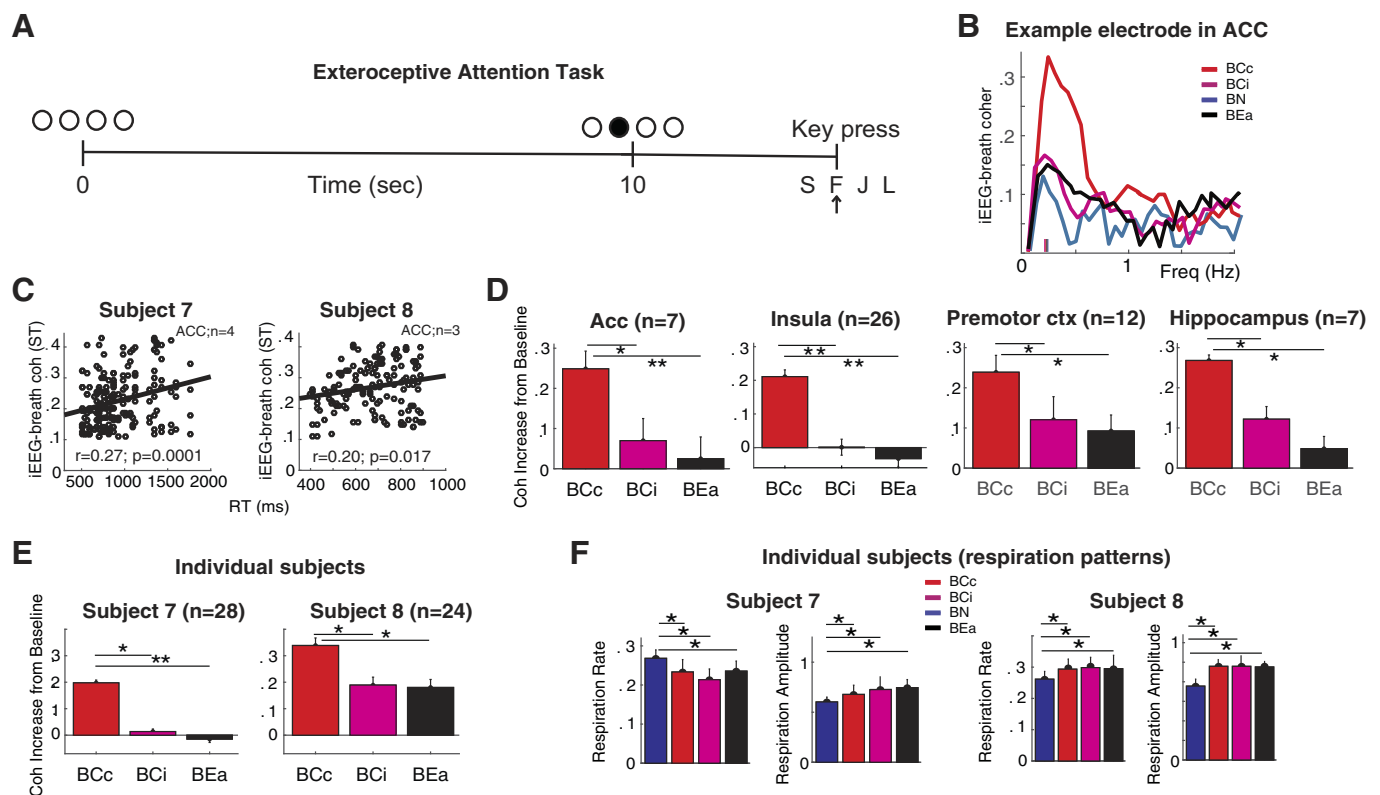 A
Exteroceptive Attention Task
Key press
0
Time (sec)
10
S F J L
B
Example electrode in ACC
iEEG-breath coher
.3
.2
.1
0
1
Freq (Hz)
BCc
BCi
BN
BEa
C
Subject 7
ACC;n=4
iEEG-breath coh (ST)
.4
.3
.2
.1
0
r=0.27; p=0.0001
500 1000 1500 2000
Subject 8
ACC;n=3
iEEG-breath coh (ST)
.4
.3
.2
.1
0
r=0.20; p=0.017
400 600 800 1000
RT (ms)
D
Coh Increase from Baseline
Acc (n=7)
* **
.3
.2
.1
0
BCc BCi BEa
Insula (n=26)
** **
.3
.2
.1
0
BCc BCi BEa
Premotor ctx (n=12)
* *
.3
.2
.1
0
BCc BCi BEa
Hippocampus (n=7)
* *
.3
.2
.1
0
BCc BCi BEa
E
Individual subjects
Coh Increase from Baseline
Subject 7 (n=28)
* **
.3
.2
.1
0
BCc BCi BEa
Subject 8 (n=24)
* *
.3
.2
.1
0
BCc BCi BEa
F
Individual subjects (respiration patterns)
BCc
BCi
BN
BEa
Subject 7
Respiration Rate
* * *
.3
.2
.1
0
Respiration Amplitude
* * *
1
0
Subject 8
Respiration Rate
* * *
.3
.2
.1
0
Respiration Amplitude
* * *
1
0